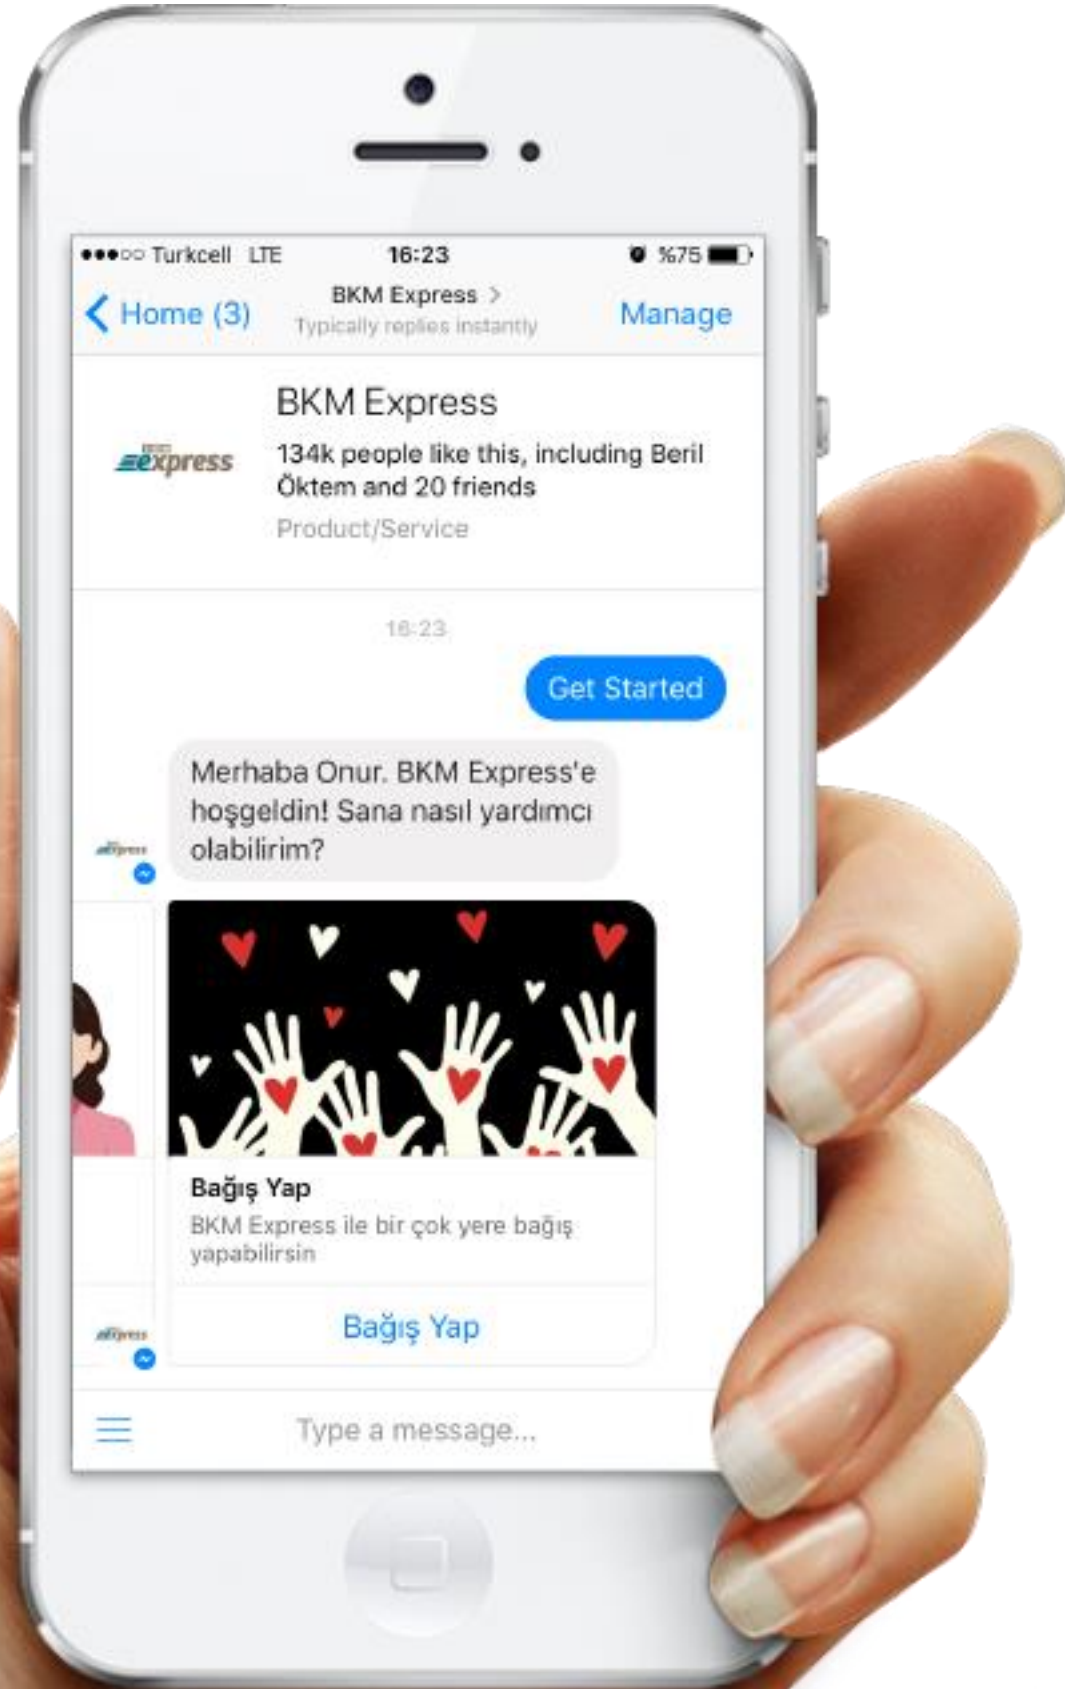 Turkcell LTE 16:23 %75
Home (3) BKM Express > Manage
Typically replies instantly
BKM Express
express
134k people like this, including Beril
Öktem and 20 friends
Product/Service
16:23
Get Started
Merhaba Onur. BKM Express'e
hoşgeldin! Sana nasıl yardımcı
olabilirim?
express
Bağış Yap
BKM Express ile bir çok yere bağış
yapabilirsin
Bağış Yap
express
Type a message...